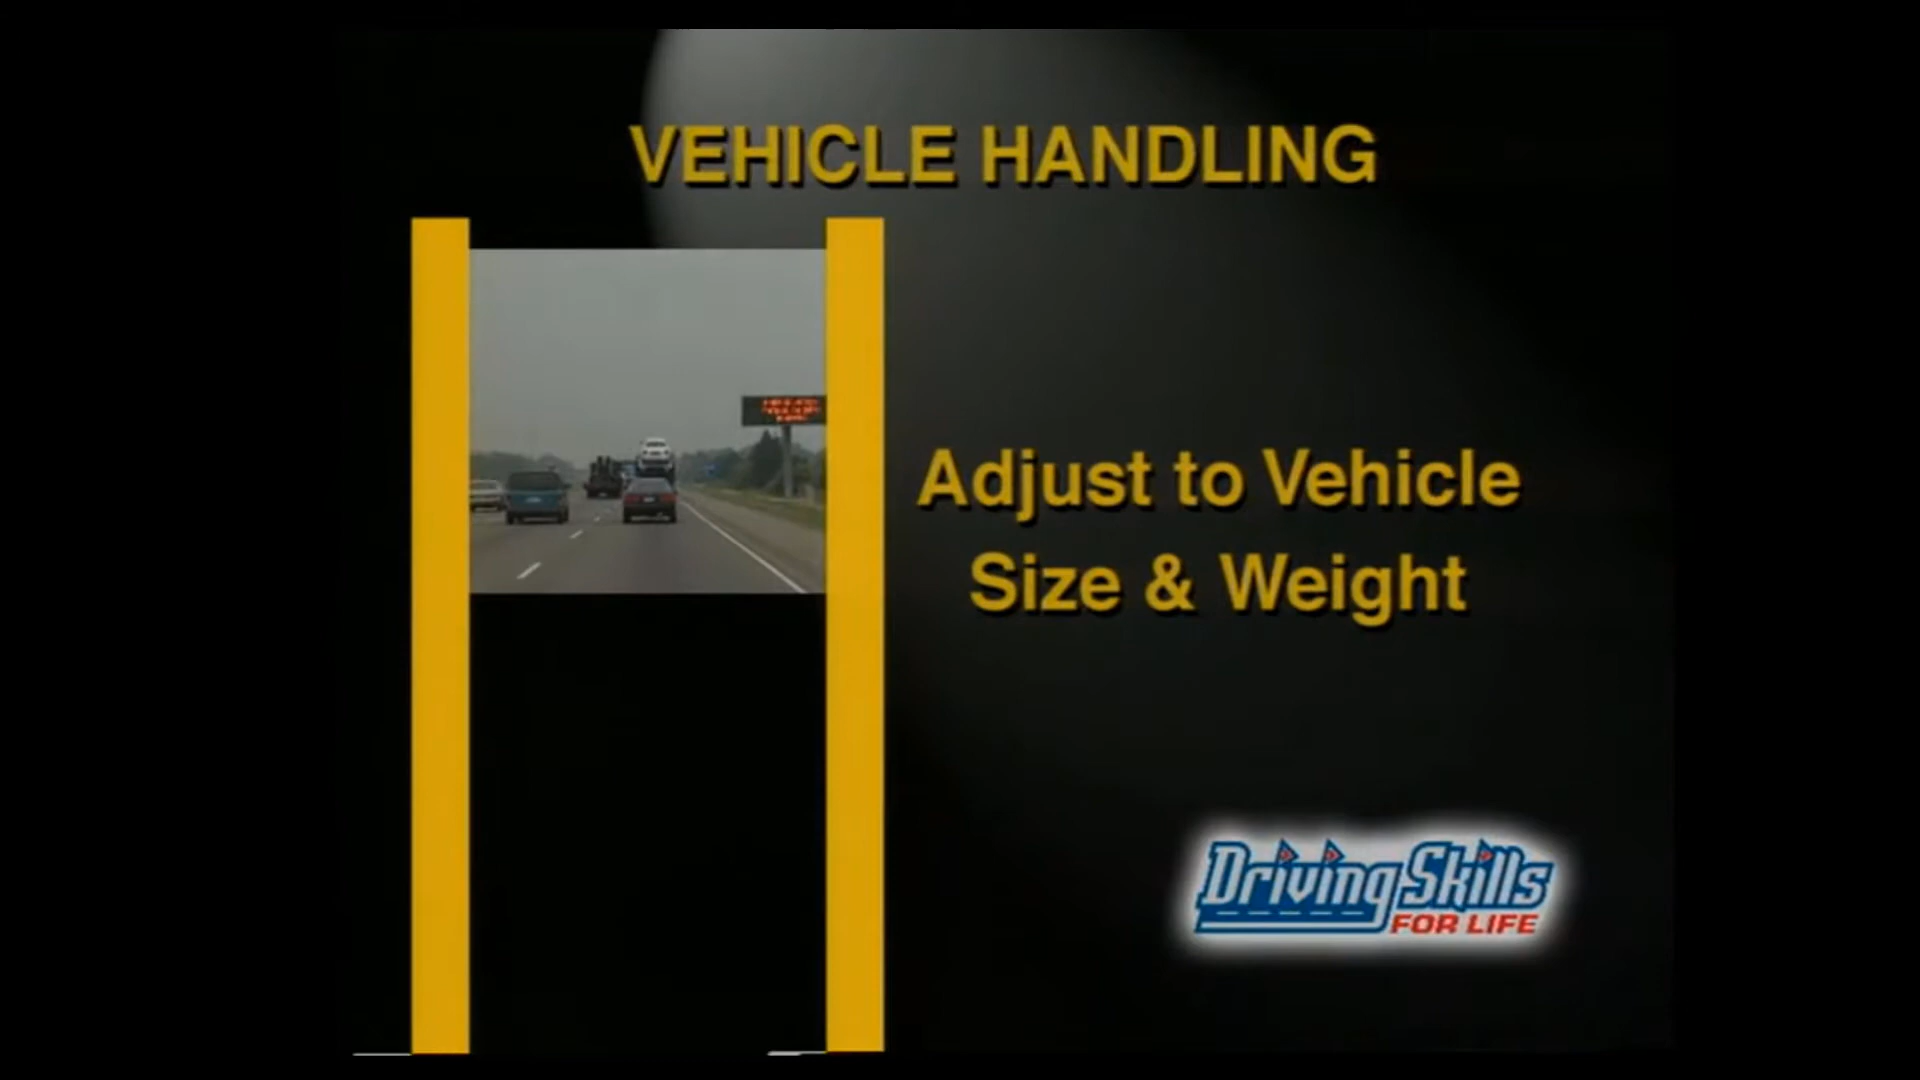 VEHICLE HANDLING
Adjust to Vehicle
Size & Weight
Driving Skills
FOR LIFE